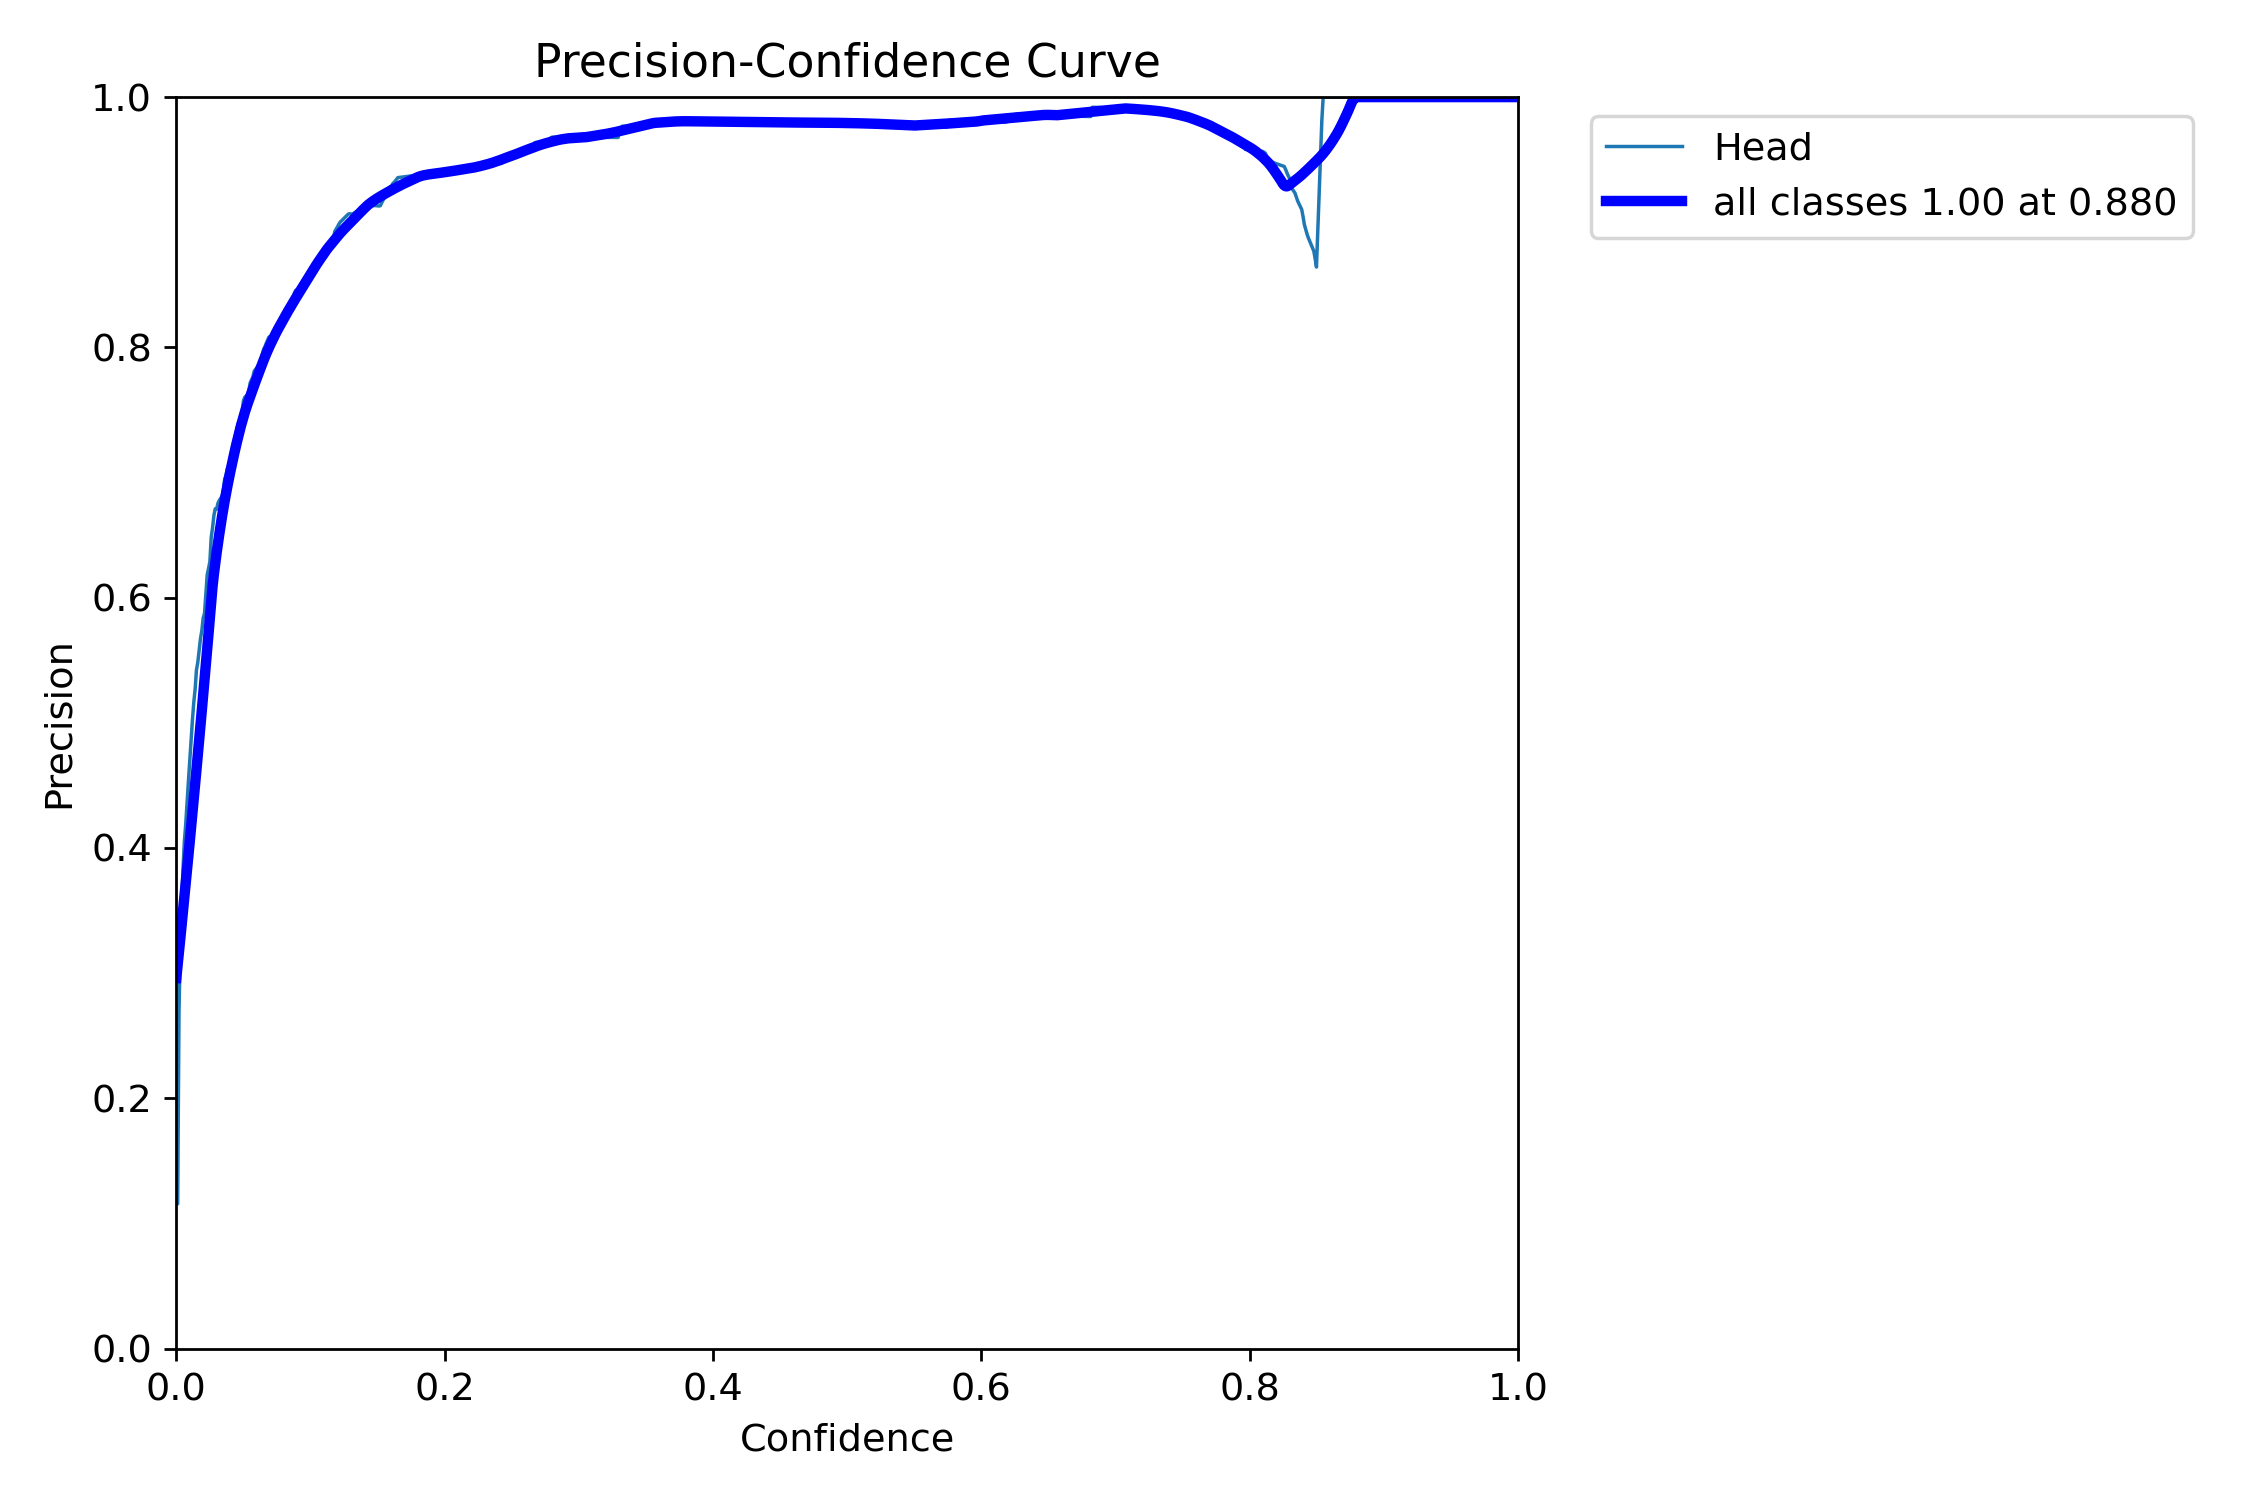 Precision-Confidence Curve
1.0
0.8
0.6
0.4
0.2
0.0
Precision
0.0 0.2 0.4 0.6 0.8 1.0
Confidence
Head
all classes 1.00 at 0.880